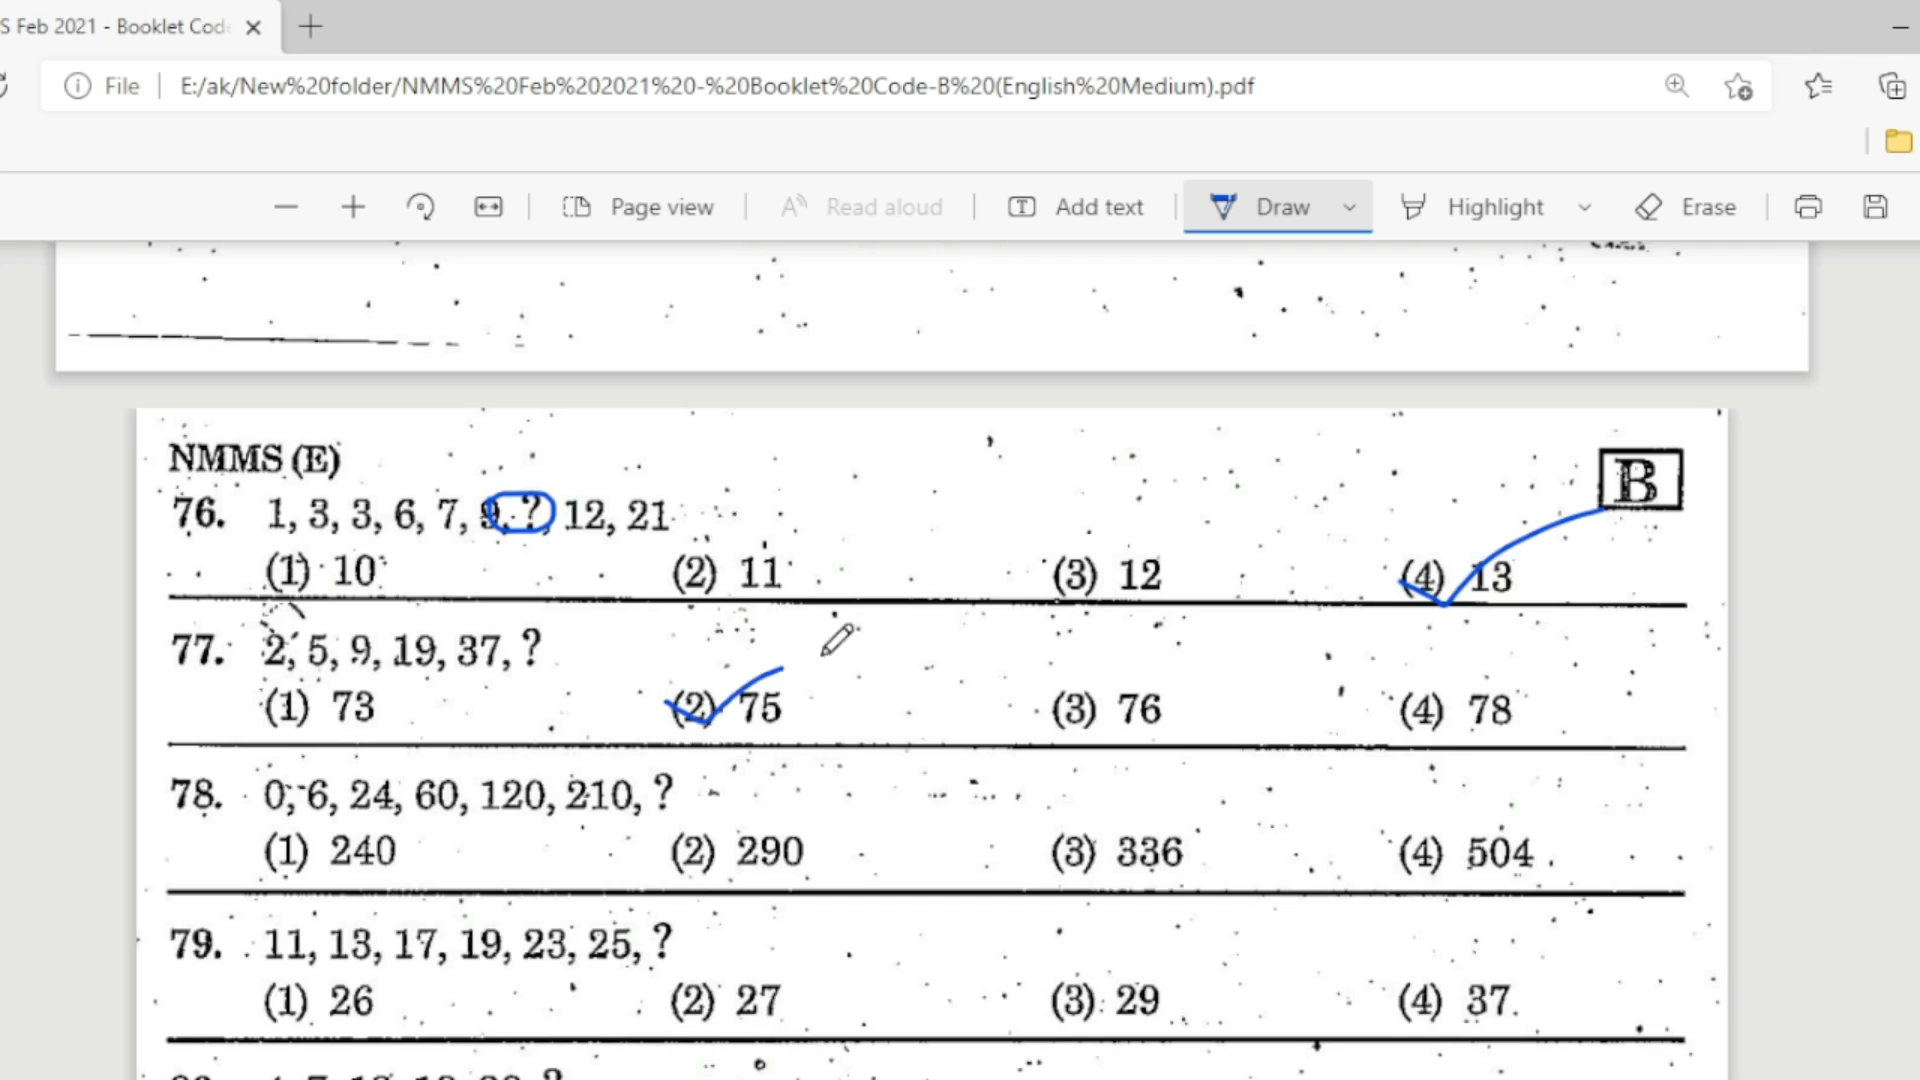 S Feb 2021 - Booklet Cod
File E:/ak/New%20folder/NMMS%20Feb%202021%20-%20Booklet%20Code-B%20(English%20Medium).pdf
Page view Read aloud Add text Draw Highlight Erase
NMMS (E) B
76. 1, 3, 3, 6, 7, 9, ?, 12, 21
(1) 10 (2) 11 (3) 12 (4) 13
77. 2, 5, 9, 19, 37, ?
(1) 73 (2) 75 (3) 76 (4) 78
78. 0, 6, 24, 60, 120, 210, ?
(1) 240 (2) 290 (3) 336 (4) 504
79. 11, 13, 17, 19, 23, 25, ?
(1) 26 (2) 27 (3) 29 (4) 37